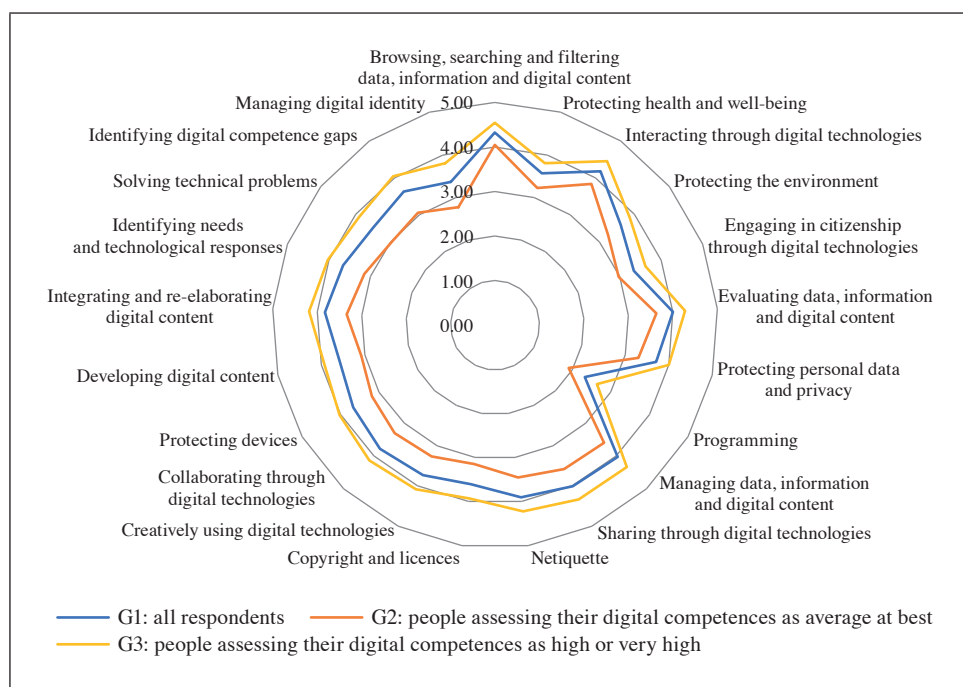 Browsing, searching and filtering
data, information and digital content
Managing digital identity
5.00
Protecting health and well-being
Identifying digital competence gaps
Interacting through digital technologies
4.00
Solving technical problems
Protecting the environment
3.00
Identifying needs
and technological responses
Engaging in citizenship
through digital technologies
2.00
Integrating and re-elaborating
digital content
1.00
Evaluating data, information
and digital content
0.00
Developing digital content
Protecting personal data
and privacy
Protecting devices
Programming
Collaborating through
digital technologies
Managing data, information
and digital content
Creatively using digital technologies
Sharing through digital technologies
Copyright and licences
Netiquette
G1: all respondents
G2: people assessing their digital competences as average at best
G3: people assessing their digital competences as high or very high